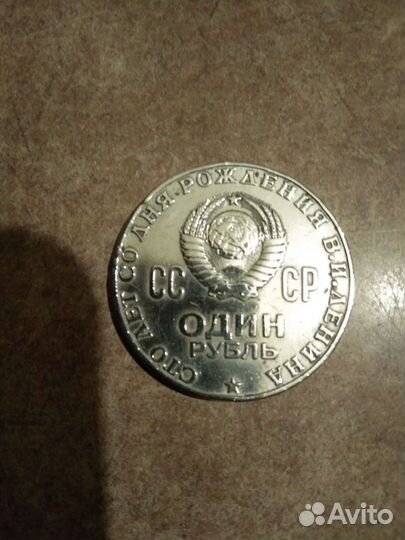 СТО ЛЕТ СО ДНЯ·РОЖДЕНИЯ В.И.ЛЕНИНА
СС СР
ОДИН
РУБЛЬ
Avito